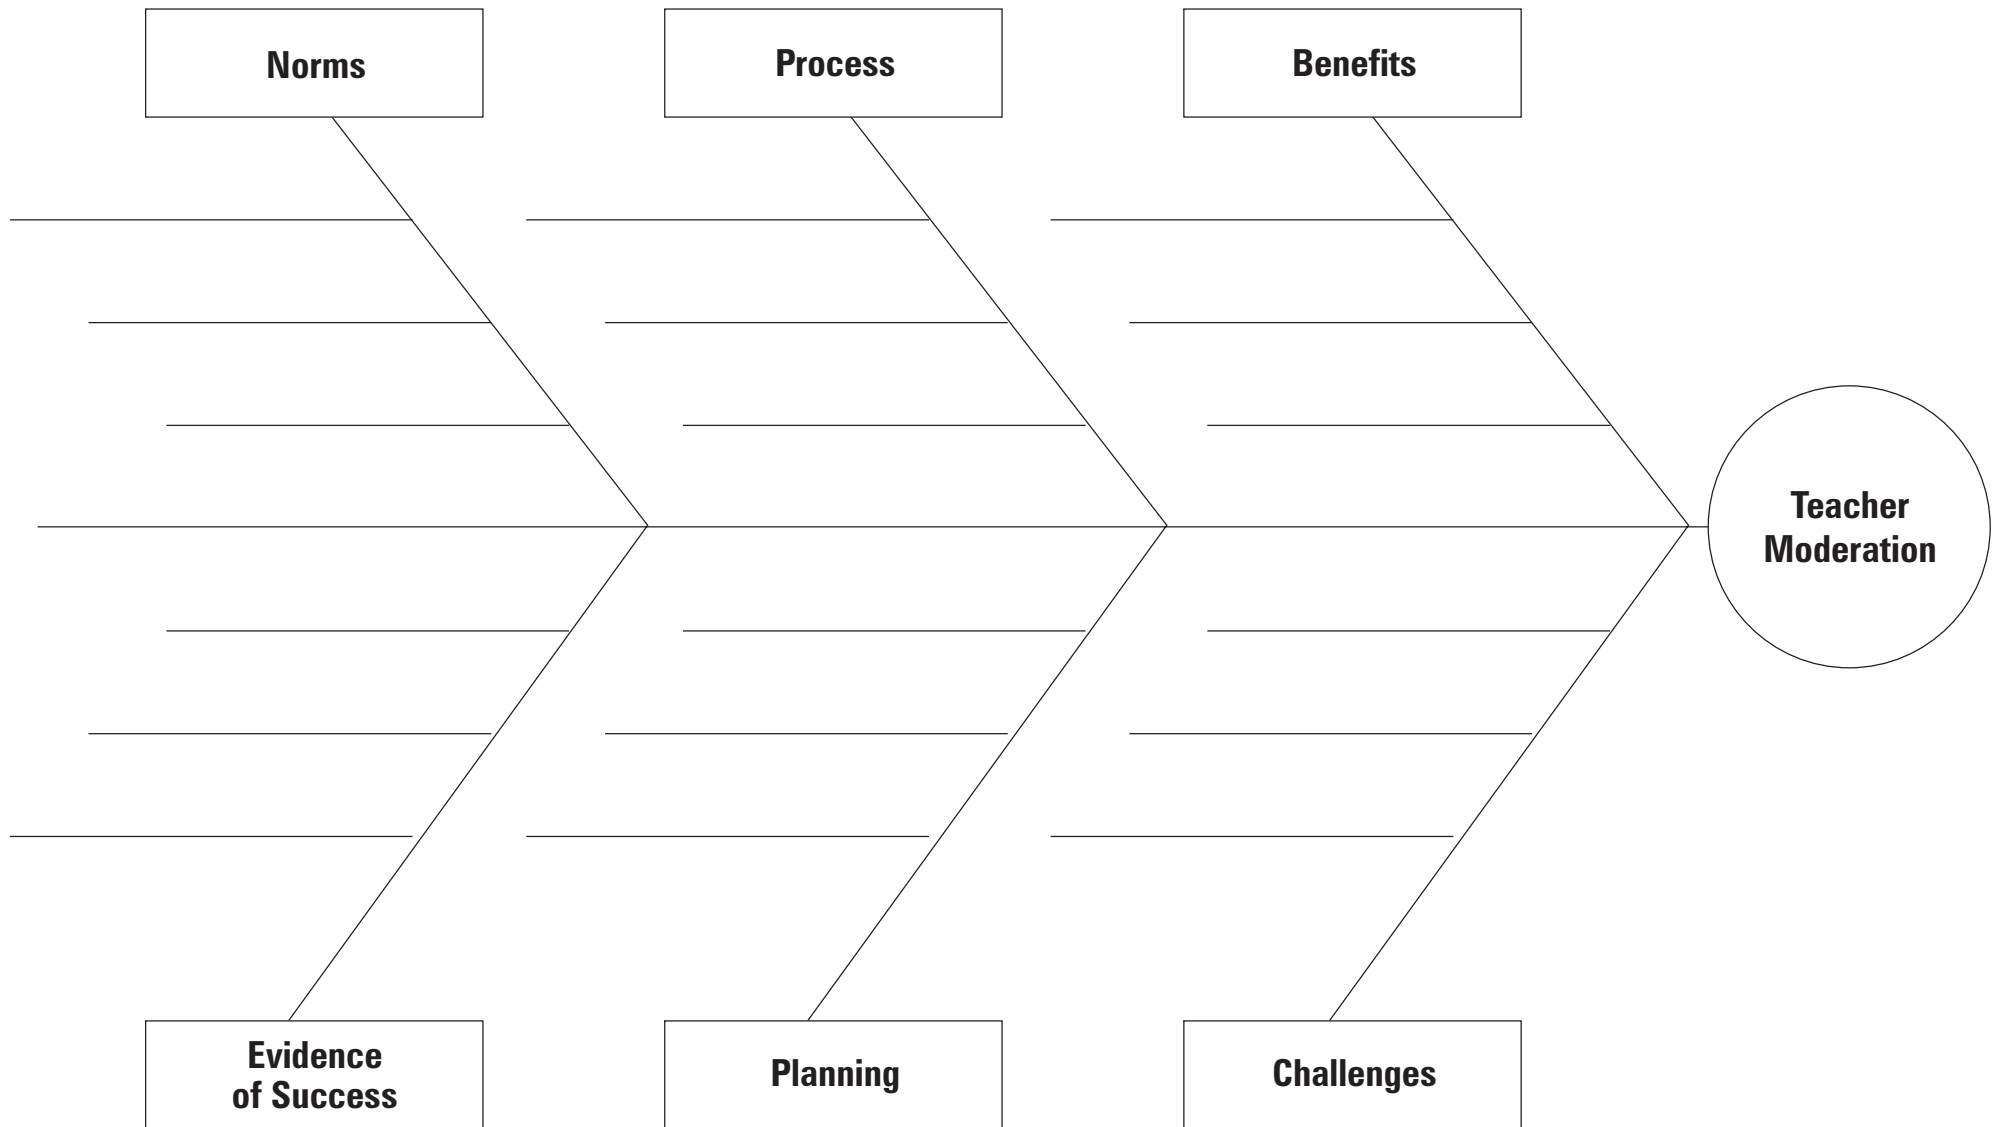 Norms
Process
Benefits
Teacher
Moderation
Evidence
of Success
Planning
Challenges